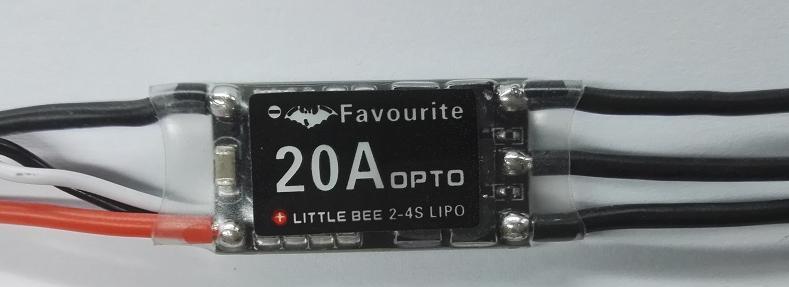 Favourite
20A OPTO
LITTLE BEE 2-4S LIPO